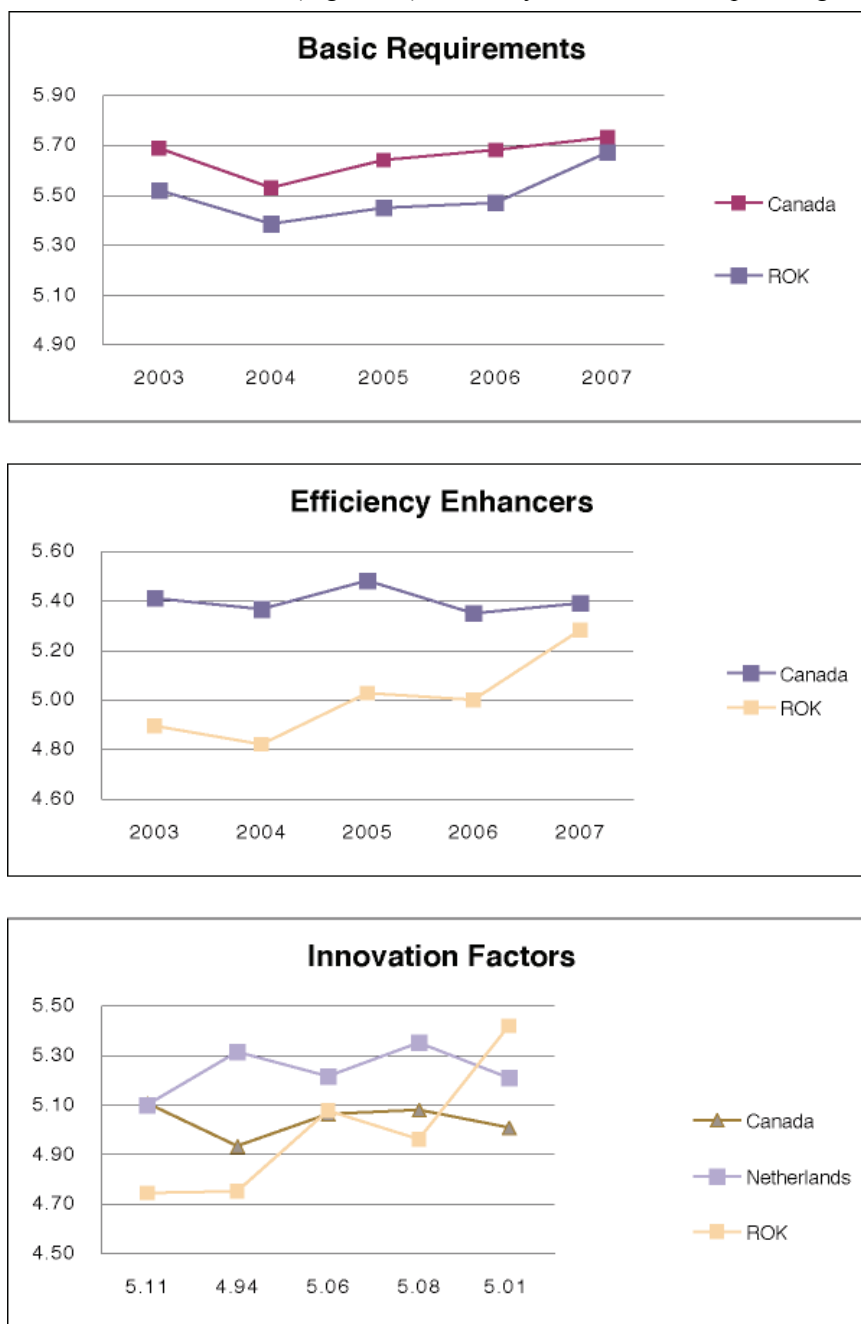 Basic Requirements
5.90
5.70
5.50
5.30
5.10
4.90
2003 2004 2005 2006 2007
Canada
ROK
Efficiency Enhancers
5.60
5.40
5.20
5.00
4.80
4.60
2003 2004 2005 2006 2007
Canada
ROK
Innovation Factors
5.50
5.30
5.10
4.90
4.70
4.50
5.11 4.94 5.06 5.08 5.01
Canada
Netherlands
ROK